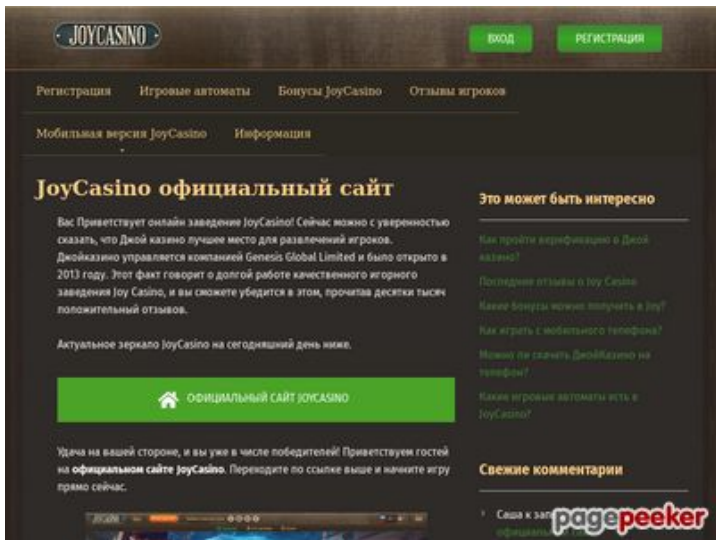 JOYCASINO
ВХОД
РЕГИСТРАЦИЯ
Регистрация Игровые автоматы Бонусы JoyCasino Отзывы игроков
Мобильная версия JoyCasino Информация
JoyCasino официальный сайт
Вас Приветствует онлайн заведение JoyCasino! Сейчас можно с уверенностью
сказать, что Джой казино лучшее место для развлечений игроков.
Джойказино управляется компанией Genesis Global Limited и было открыто в
2013 году. Этот факт говорит о долгой работе качественного игорного
заведения Joy Casino, и вы сможете убедится в этом, прочитав десятки тысяч
положительный отзывов.
Актуальное зеркало JoyCasino на сегодняшний день ниже.
ОФИЦИАЛЬНЫЙ САЙТ JOYCASINO
Удача на вашей стороне, и вы уже в числе победителей! Приветствуем гостей
на официальном сайте JoyCasino. Переходите по ссылке выше и начните игру
прямо сейчас.
JOYCASINO
Это может быть интересно
Как пройти верификацию в Джой
казино?
Последние отзывы о Joy Casino
Какие бонусы можно получить в Joy?
Как играть с мобильного телефона?
Можно ли скачать ДжойКазино на
телефон?
Какие игровые автоматы есть в
JoyCasino?
Свежие комментарии
Саша к
pagepeeker